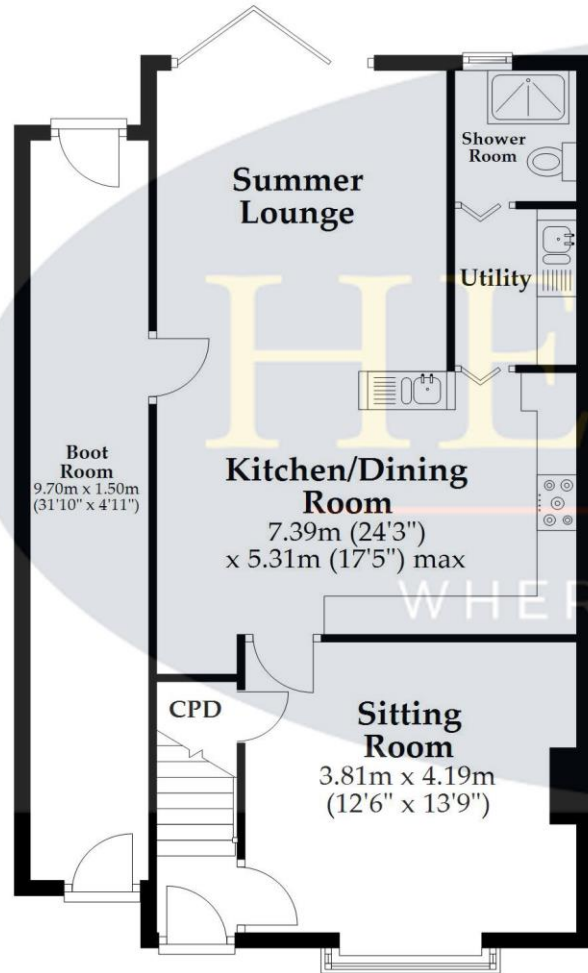 Summer
Lounge
Shower
Room
Utility
HE
Boot
Room
9.70m x 1.50m
(31'10" x 4'11")
Kitchen/Dining
Room
7.39m (24'3")
x 5.31m (17'5") max
WHER
CPD
Sitting
Room
3.81m x 4.19m
(12'6" x 13'9")